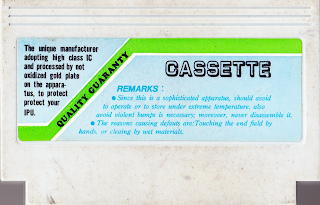 The unique manufacturer
adopting high class IC
and processed by not
oxidized gold plate
on the appara-
tus, to protect
protect your
IPU.
QUALITY GUARANTY
CASSETTE
REMARKS :
● Since this is a sophisticated apparatus, should avoid
to operate or to store under extreme temperature, also
avoid violent bumps is necessary; moreover, never disassemble it.
● The reasons causing defauts are:Touching the end field by
hands, or clearing by wet materials.